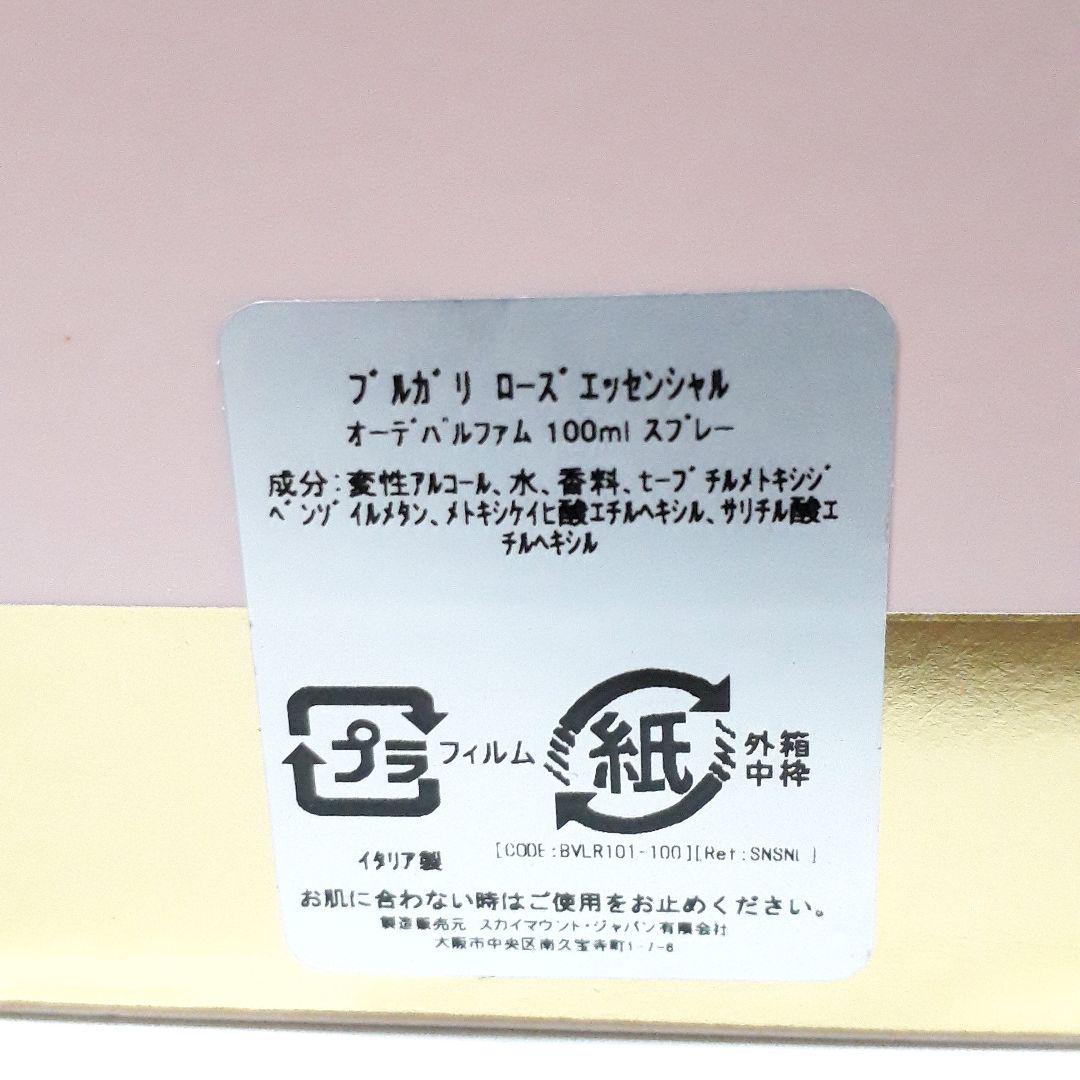 ブルガリ ローズエッセンシャル
オーデパルファム 100ml スプレー
成分：変性アルコール、水、香料、t-ブチルメトキシジ
ベンゾイルメタン、メトキシケイヒ酸エチルヘキシル、サリチル酸エ
チルヘキシル
プラ フィルム
紙 外箱
中枠
イタリア製
[CODE:BVLR101-100][Ref:SNSNL]
お肌に合わない時はご使用をお止めください。
製造販売元 スカイマウント・ジャパン有限会社
大阪市中央区南久宝寺町1-7-6